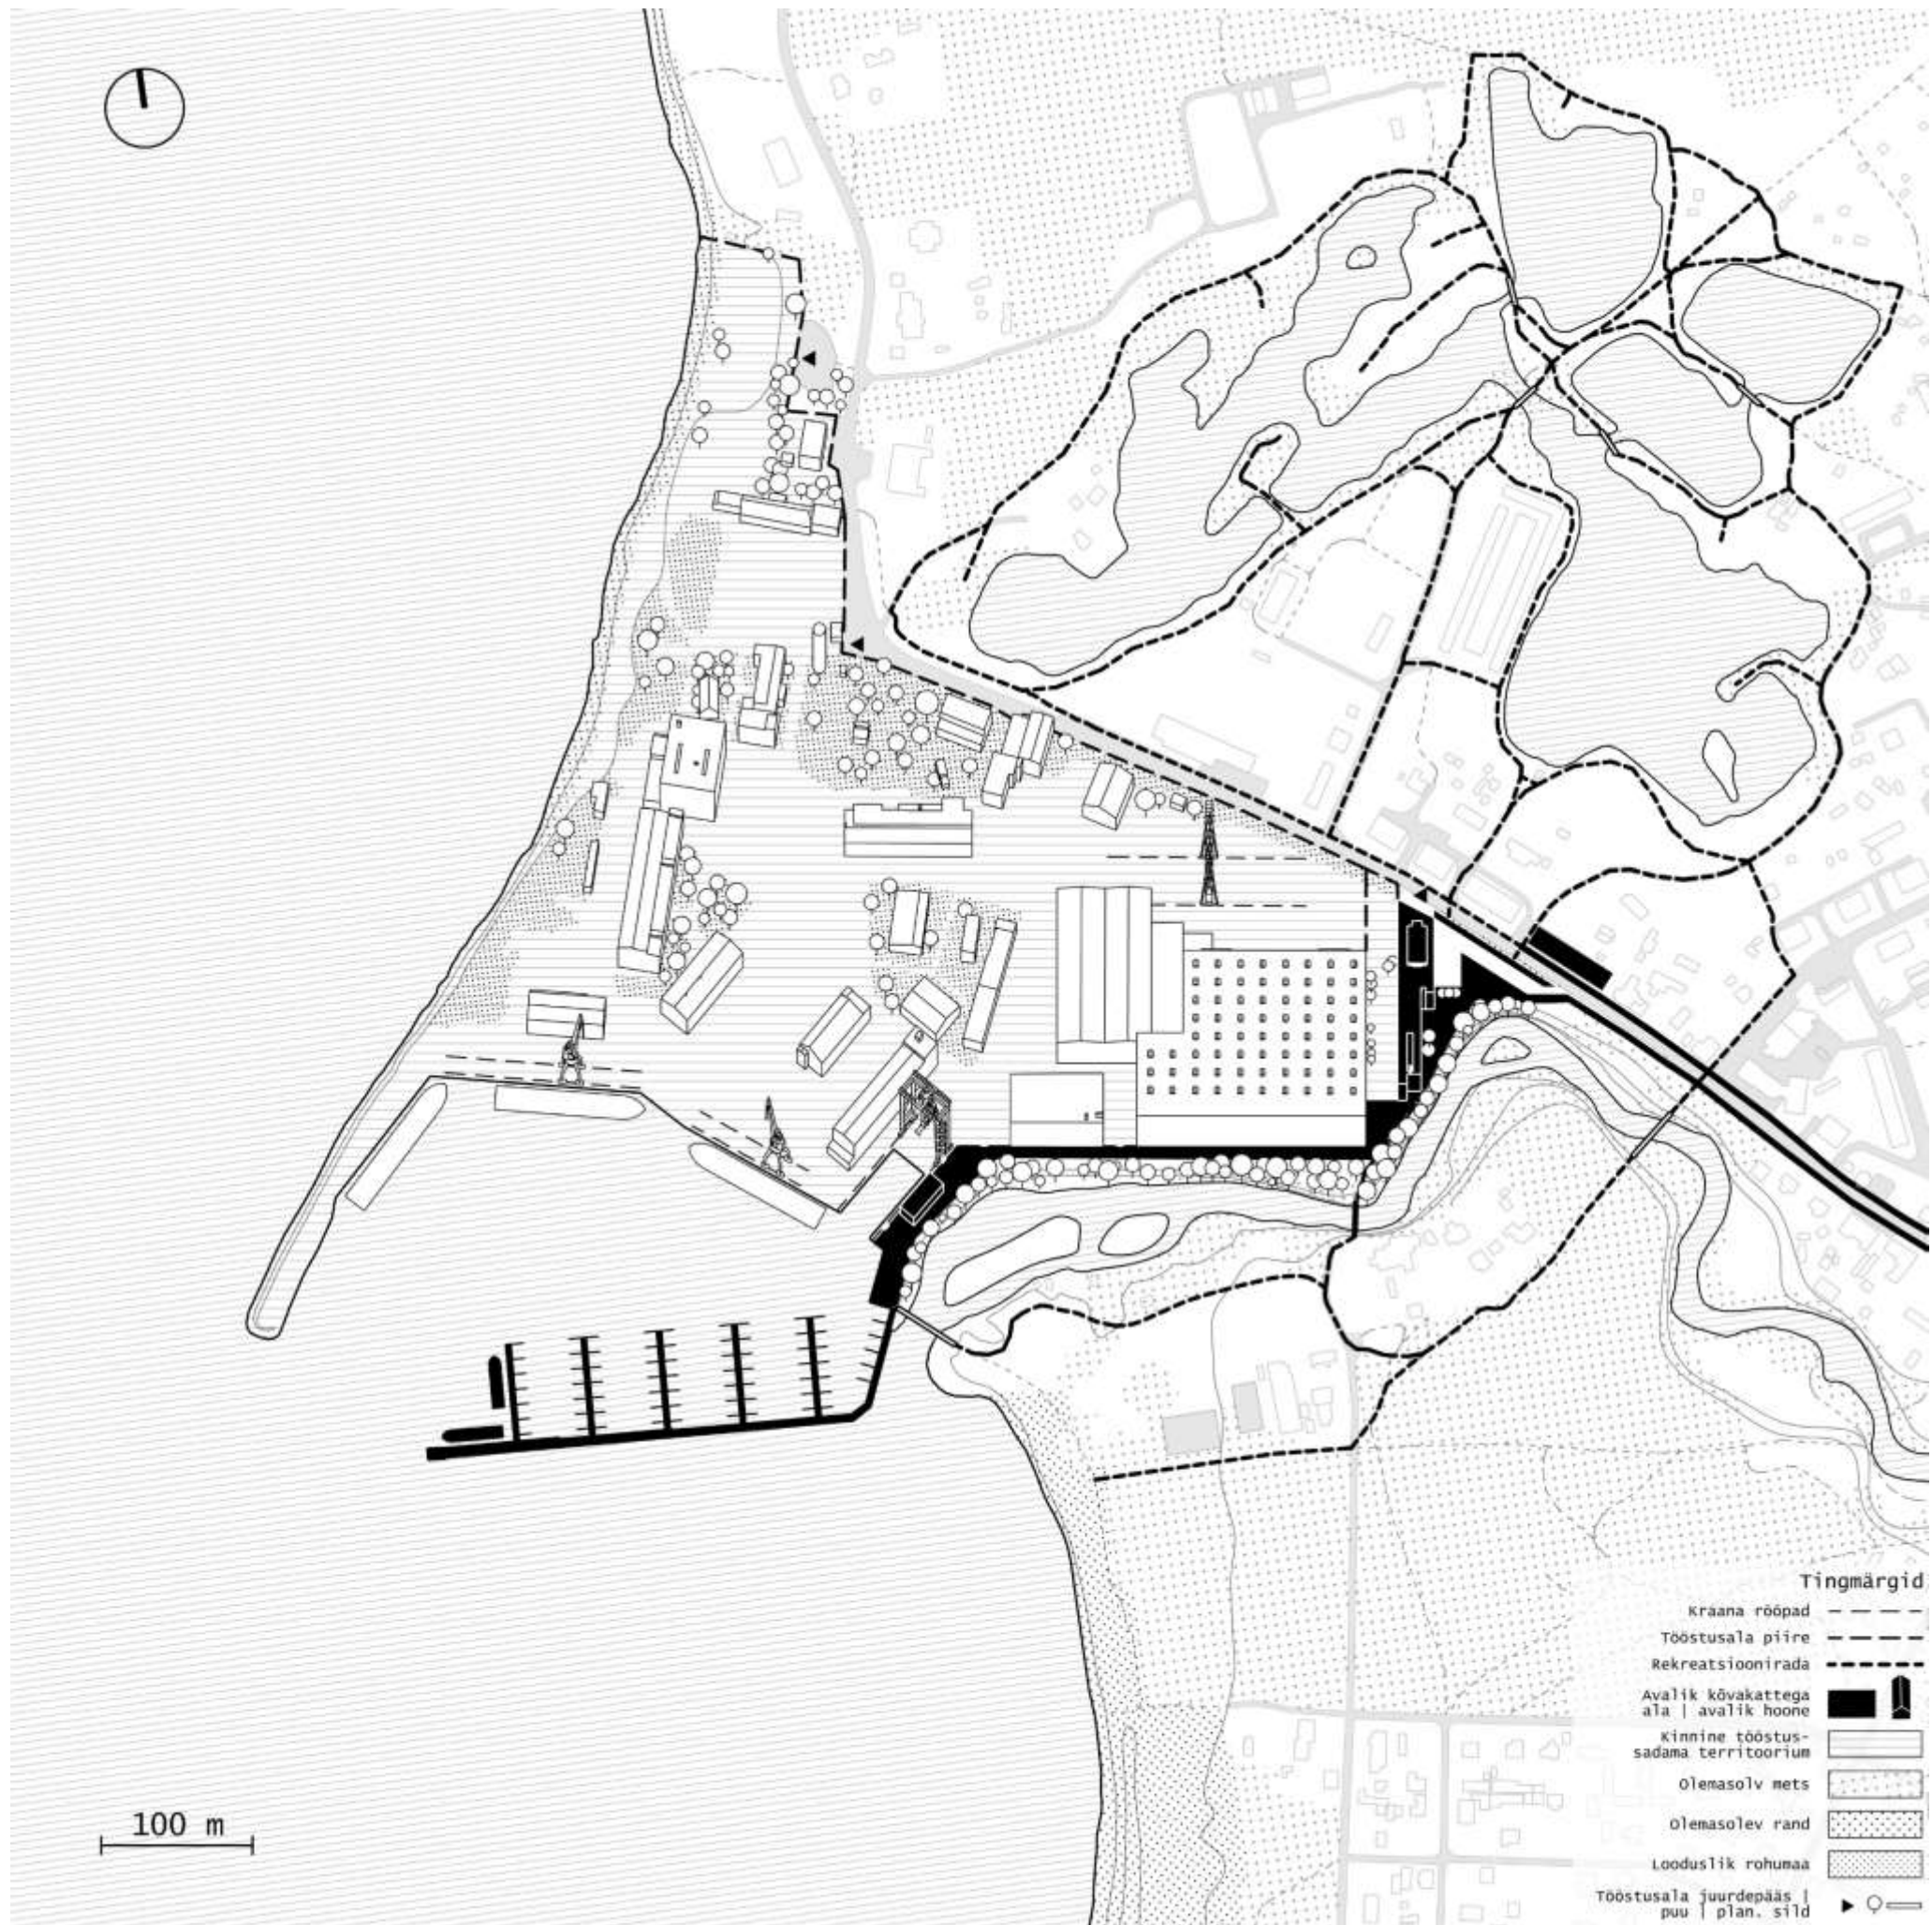 Tingmärgid
Kraana rööpad
Tööstusala piire
Rekreatsioonirada
Avalik kõvakattega
ala | avalik hoone
Kinnine tööstus-
sadama territoorium
Olemasolv mets
Olemasolev rand
Looduslik rohumaa
Tööstusala juurdepääs |
puu | plan. sild
100 m